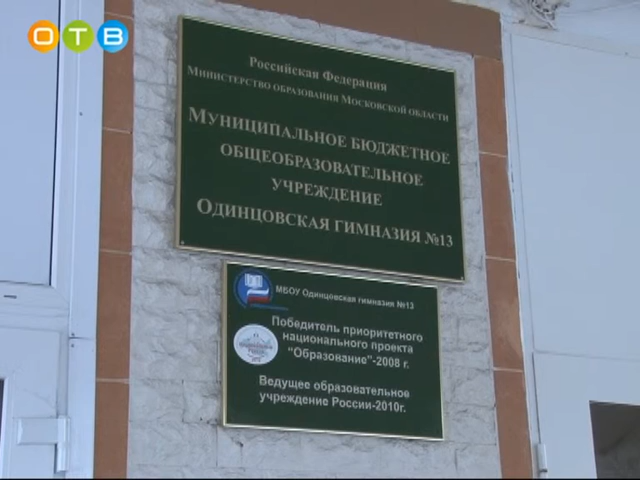 ОТВ
Российская Федерация
Министерство образования Московской области
Муниципальное бюджетное
общеобразовательное
учреждение
Одинцовская гимназия №13
МБОУ Одинцовская гимназия №13
Победитель приоритетного
национального проекта
"Образование"-2008 г.
Ведущее образовательное
учреждение России-2010г.